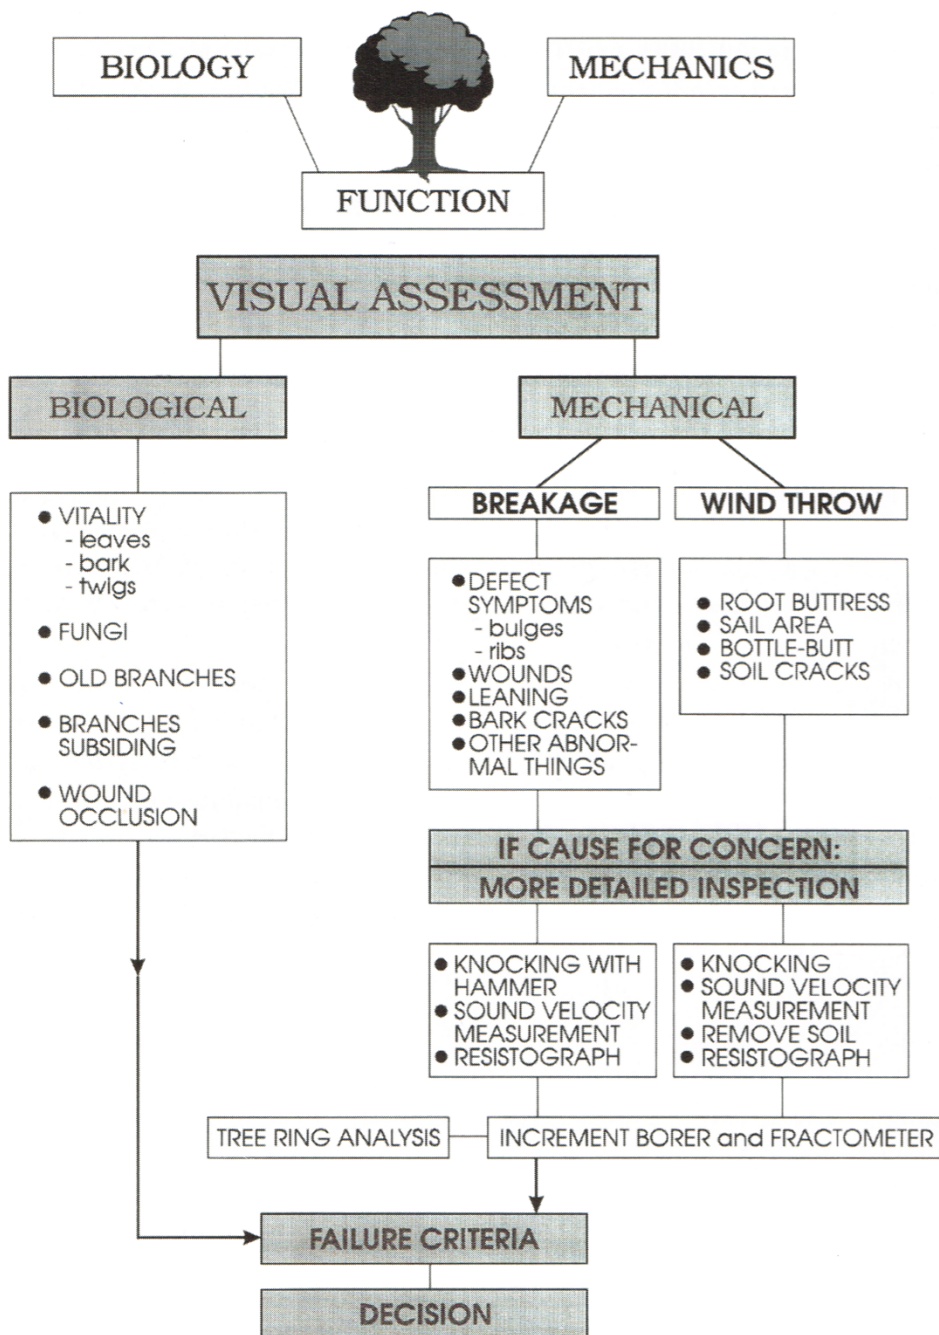 BIOLOGY
MECHANICS
FUNCTION
VISUAL ASSESSMENT
BIOLOGICAL
MECHANICAL
● VITALITY
- leaves
- bark
- twigs
● FUNGI
● OLD BRANCHES
● BRANCHES
SUBSIDING
● WOUND
OCCLUSION
BREAKAGE
WIND THROW
● DEFECT
SYMPTOMS
- bulges
- ribs
● WOUNDS
● LEANING
● BARK CRACKS
● OTHER ABNOR-
MAL THINGS
● ROOT BUTTRESS
● SAIL AREA
● BOTTLE-BUTT
● SOIL CRACKS
IF CAUSE FOR CONCERN:
MORE DETAILED INSPECTION
● KNOCKING WITH
HAMMER
● SOUND VELOCITY
MEASUREMENT
● RESISTOGRAPH
● KNOCKING
● SOUND VELOCITY
MEASUREMENT
● REMOVE SOIL
● RESISTOGRAPH
TREE RING ANALYSIS
INCREMENT BORER and FRACTOMETER
FAILURE CRITERIA
DECISION